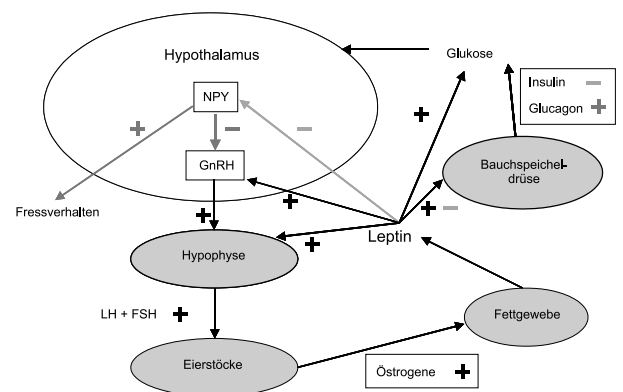 Hypothalamus
Glukose
Insulin –
Glucagon +
NPY
+
–
–
+
GnRH
Bauchspeichel-
drüse
Fressverhalten
+
+
+ –
Leptin
+
Hypophyse
LH + FSH +
Fettgewebe
Eierstöcke
Östrogene +